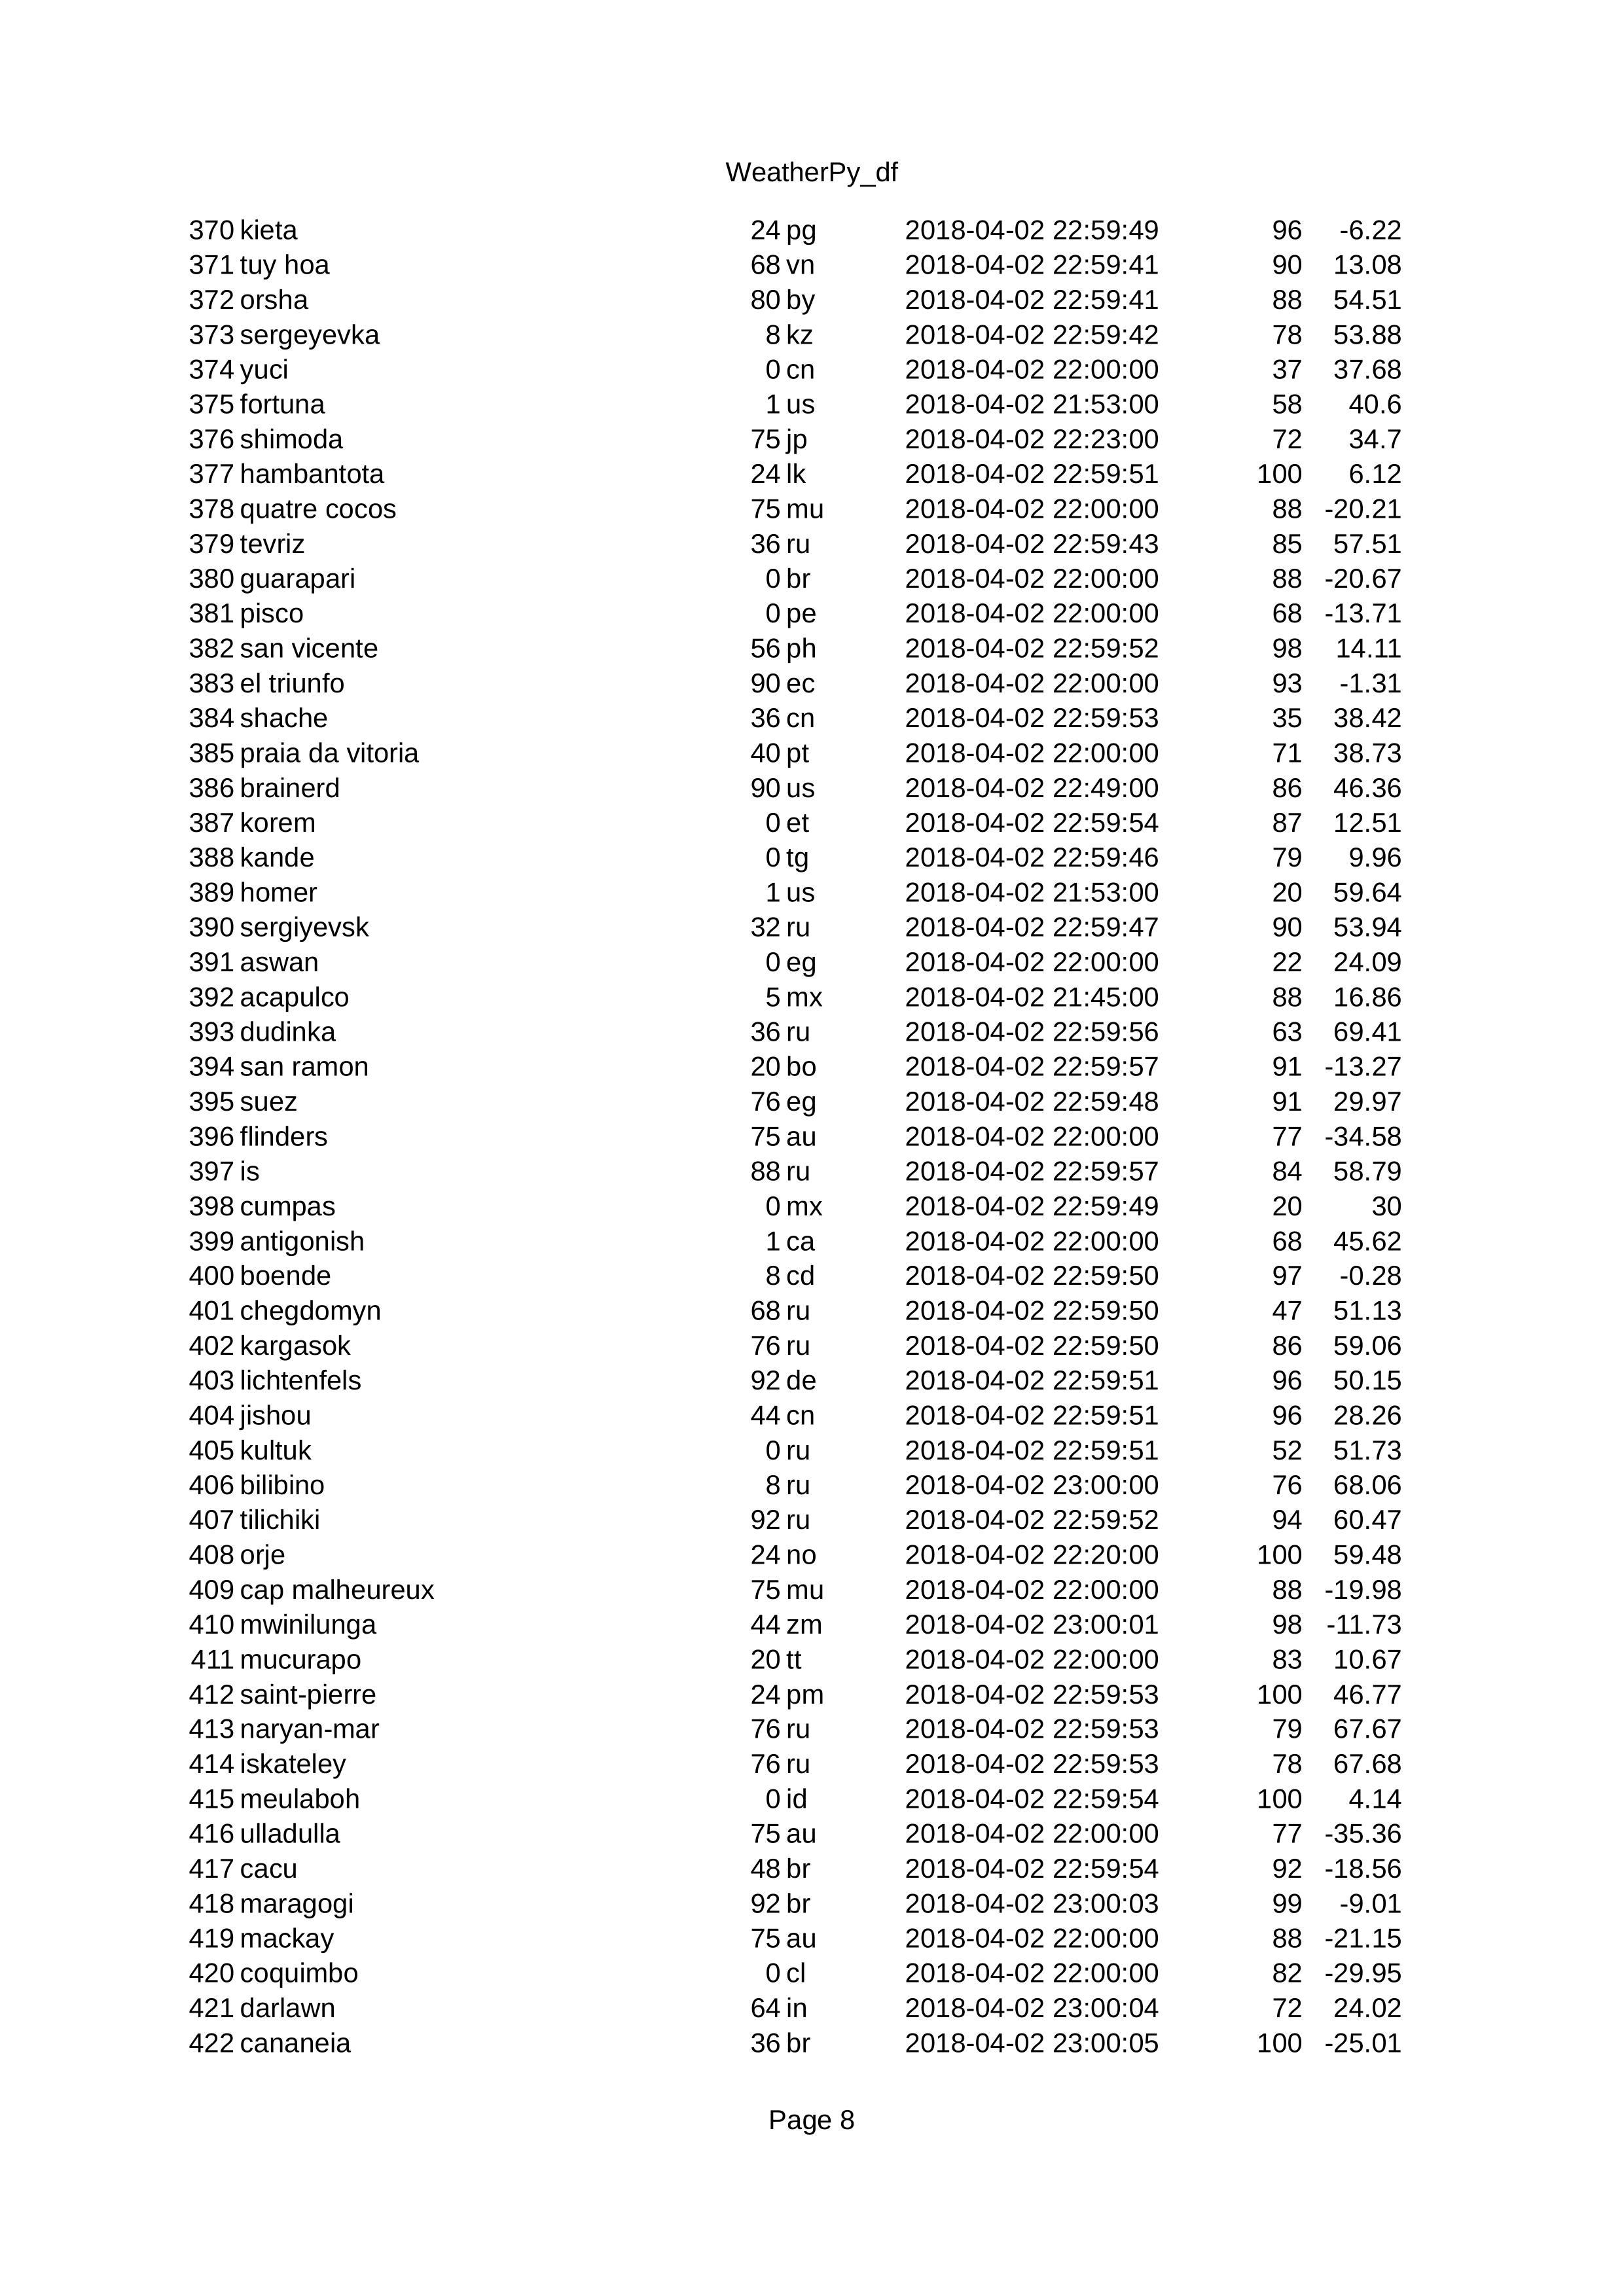 WeatherPy_df
370 kieta 24 pg 2018-04-02 22:59:49 96 -6.22
371 tuy hoa 68 vn 2018-04-02 22:59:41 90 13.08
372 orsha 80 by 2018-04-02 22:59:41 88 54.51
373 sergeyevka 8 kz 2018-04-02 22:59:42 78 53.88
374 yuci 0 cn 2018-04-02 22:00:00 37 37.68
375 fortuna 1 us 2018-04-02 21:53:00 58 40.6
376 shimoda 75 jp 2018-04-02 22:23:00 72 34.7
377 hambantota 24 lk 2018-04-02 22:59:51 100 6.12
378 quatre cocos 75 mu 2018-04-02 22:00:00 88 -20.21
379 tevriz 36 ru 2018-04-02 22:59:43 85 57.51
380 guarapari 0 br 2018-04-02 22:00:00 88 -20.67
381 pisco 0 pe 2018-04-02 22:00:00 68 -13.71
382 san vicente 56 ph 2018-04-02 22:59:52 98 14.11
383 el triunfo 90 ec 2018-04-02 22:00:00 93 -1.31
384 shache 36 cn 2018-04-02 22:59:53 35 38.42
385 praia da vitoria 40 pt 2018-04-02 22:00:00 71 38.73
386 brainerd 90 us 2018-04-02 22:49:00 86 46.36
387 korem 0 et 2018-04-02 22:59:54 87 12.51
388 kande 0 tg 2018-04-02 22:59:46 79 9.96
389 homer 1 us 2018-04-02 21:53:00 20 59.64
390 sergiyevsk 32 ru 2018-04-02 22:59:47 90 53.94
391 aswan 0 eg 2018-04-02 22:00:00 22 24.09
392 acapulco 5 mx 2018-04-02 21:45:00 88 16.86
393 dudinka 36 ru 2018-04-02 22:59:56 63 69.41
394 san ramon 20 bo 2018-04-02 22:59:57 91 -13.27
395 suez 76 eg 2018-04-02 22:59:48 91 29.97
396 flinders 75 au 2018-04-02 22:00:00 77 -34.58
397 is 88 ru 2018-04-02 22:59:57 84 58.79
398 cumpas 0 mx 2018-04-02 22:59:49 20 30
399 antigonish 1 ca 2018-04-02 22:00:00 68 45.62
400 boende 8 cd 2018-04-02 22:59:50 97 -0.28
401 chegdomyn 68 ru 2018-04-02 22:59:50 47 51.13
402 kargasok 76 ru 2018-04-02 22:59:50 86 59.06
403 lichtenfels 92 de 2018-04-02 22:59:51 96 50.15
404 jishou 44 cn 2018-04-02 22:59:51 96 28.26
405 kultuk 0 ru 2018-04-02 22:59:51 52 51.73
406 bilibino 8 ru 2018-04-02 23:00:00 76 68.06
407 tilichiki 92 ru 2018-04-02 22:59:52 94 60.47
408 orje 24 no 2018-04-02 22:20:00 100 59.48
409 cap malheureux 75 mu 2018-04-02 22:00:00 88 -19.98
410 mwinilunga 44 zm 2018-04-02 23:00:01 98 -11.73
411 mucurapo 20 tt 2018-04-02 22:00:00 83 10.67
412 saint-pierre 24 pm 2018-04-02 22:59:53 100 46.77
413 naryan-mar 76 ru 2018-04-02 22:59:53 79 67.67
414 iskateley 76 ru 2018-04-02 22:59:53 78 67.68
415 meulaboh 0 id 2018-04-02 22:59:54 100 4.14
416 ulladulla 75 au 2018-04-02 22:00:00 77 -35.36
417 cacu 48 br 2018-04-02 22:59:54 92 -18.56
418 maragogi 92 br 2018-04-02 23:00:03 99 -9.01
419 mackay 75 au 2018-04-02 22:00:00 88 -21.15
420 coquimbo 0 cl 2018-04-02 22:00:00 82 -29.95
421 darlawn 64 in 2018-04-02 23:00:04 72 24.02
422 cananeia 36 br 2018-04-02 23:00:05 100 -25.01
Page 8